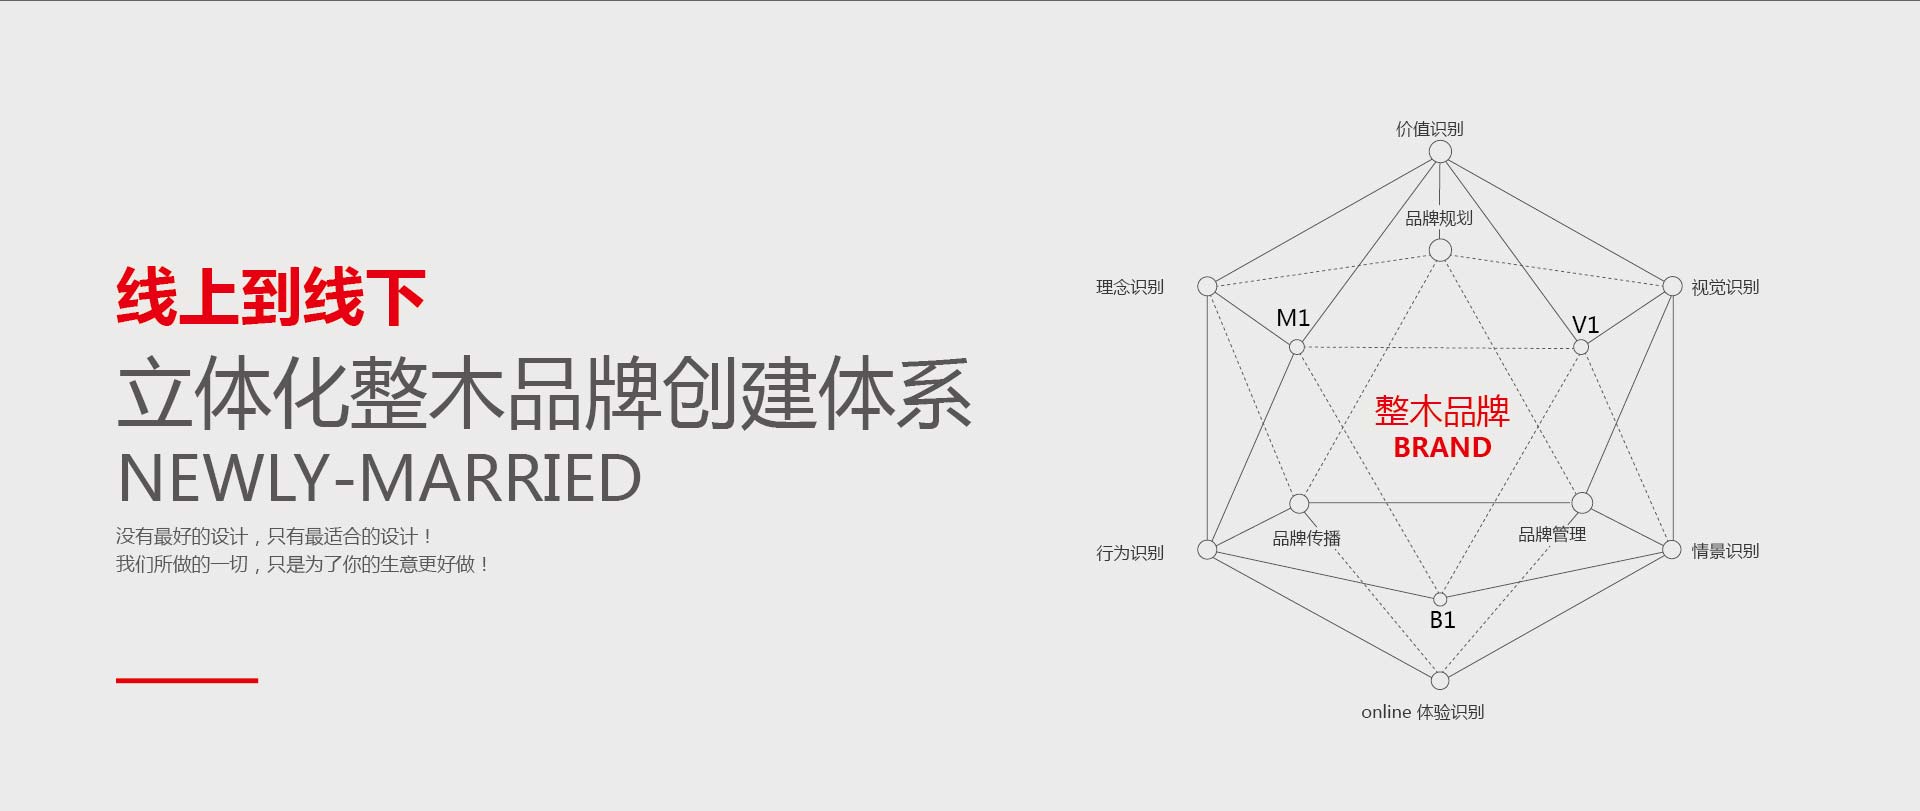 线上到线下
立体化整木品牌创建体系
NEWLY-MARRIED
没有最好的设计，只有最适合的设计！
我们所做的一切，只是为了你的生意更好做！
价值识别
品牌规划
理念识别
视觉识别
M1
V1
整木品牌
BRAND
品牌传播
品牌管理
行为识别
情景识别
B1
online 体验识别